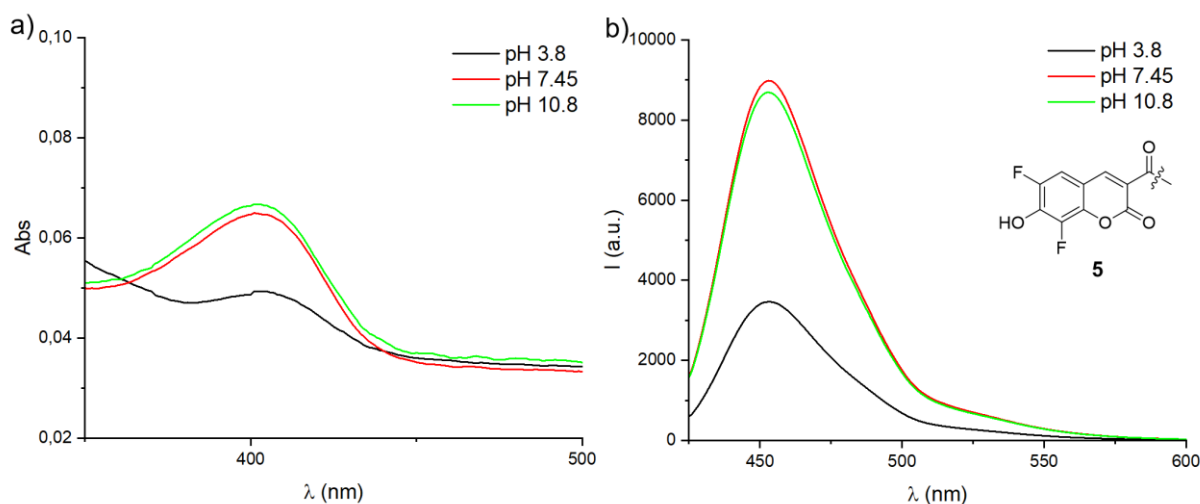 a)
0,10
0,08
0,06
0,04
0,02
Abs
400
500
λ (nm)
pH 3.8
pH 7.45
pH 10.8
b)
10000
8000
6000
4000
2000
0
I (a.u.)
450
500
550
600
λ (nm)
pH 3.8
pH 7.45
pH 10.8
O
F
HO
O
O
F
5